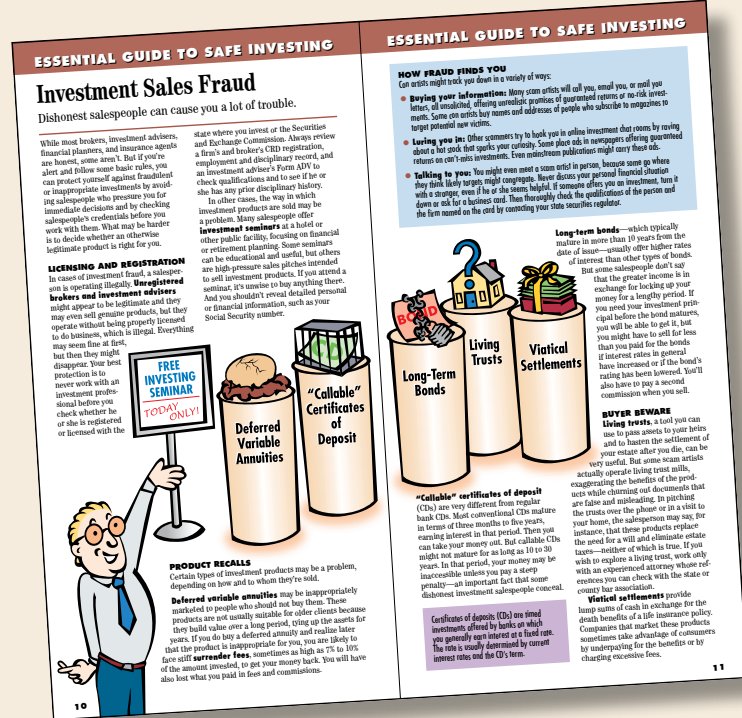 ESSENTIAL GUIDE TO SAFE INVESTING
Investment Sales Fraud
Dishonest salespeople can cause you a lot of trouble.
While most brokers, investment advisers,
financial planners, and insurance agents
are honest, some aren't. But if you're
alert and follow some basic rules, you
can protect yourself against fraudulent
or inappropriate investments by avoid-
ing salespeople who pressure you for
immediate decisions and by checking
salespeople's credentials before you
work with them. What may be harder
is to decide whether an otherwise
legitimate product is right for you.
LICENSING AND REGISTRATION
In cases of investment fraud, a salesper-
son is operating illegally. Unregistered
brokers and investment advisers
might appear to be legitimate and they
may even sell genuine products, but they
operate without being properly licensed
to do business, which is illegal. Everything
may seem fine at first,
but then they might
disappear. Your best
protection is to
never work with an
investment profes-
sional before you
check whether he
or she is registered
or licensed with the
state where you invest or the Securities
and Exchange Commission. Always review
a firm's and broker's CRD registration,
employment and disciplinary record, and
an investment adviser's Form ADV to
check qualifications and to see if he or
she has any prior disciplinary history.
In other cases, the way in which
investment products are sold may be
a problem. Many salespeople offer
investment seminars at a hotel or
other public facility, focusing on financial
or retirement planning. Some seminars
can be educational and useful, but others
are high-pressure sales pitches intended
to sell investment products. If you attend a
seminar, it's unwise to buy anything there.
And you shouldn't reveal detailed personal
or financial information, such as your
Social Security number.
FREE
INVESTING
SEMINAR
TODAY
ONLY!
Deferred
Variable
Annuities
"Callable"
Certificates
of
Deposit
PRODUCT RECALLS
Certain types of investment products may be a problem,
depending on how and to whom they're sold.
Deferred variable annuities may be inappropriately
marketed to people who should not buy them. These
products are not usually suitable for older clients because
they build value over a long period, tying up the assets for
years. If you do buy a deferred annuity and realize later
that the product is inappropriate for you, you are likely to
face stiff surrender fees, sometimes as high as 7% to 10%
of the amount invested, to get your money back. You will have
also lost what you paid in fees and commissions.
10
ESSENTIAL GUIDE TO SAFE INVESTING
HOW FRAUD FINDS YOU
Con artists might track you down in a variety of ways:
• Buying your information: Many scam artists will call you, email you, or mail you
letters, all unsolicited, offering unrealistic promises of guaranteed returns or no-risk invest-
ments. Some con artists buy names and addresses of people who subscribe to magazines to
target potential new victims.
• Luring you in: Other scammers try to hook you in online investment chat rooms by raving
about a hot stock that sparks your curiosity. Some place ads in newspapers offering guaranteed
returns on can't-miss investments. Even mainstream publications might carry these ads.
• Talking to you: You might even meet a scam artist in person, because some go where
they think likely targets might congregate. Never discuss your personal financial situation
with a stranger, even if he or she seems helpful. If someone offers you an investment, turn it
down or ask for a business card. Then thoroughly check the qualifications of the person and
the firm named on the card by contacting your state securities regulator.
BOND
?
Long-Term
Bonds
Living
Trusts
Viatical
Settlements
"Callable" certificates of deposit
(CDs) are very different from regular
bank CDs. Most conventional CDs mature
in terms of three months to five years,
earning interest in that period. Then you
can take your money out. But callable CDs
might not mature for as long as 10 to 30
years. In that period, your money may be
inaccessible unless you pay a steep
penalty—an important fact that some
dishonest investment salespeople conceal.
Certificates of deposits (CDs) are timed
investments offered by banks on which
you generally earn interest at a fixed rate.
The rate is usually determined by current
interest rates and the CD's term.
Long-term bonds—which typically
mature in more than 10 years from the
date of issue—usually offer higher rates
of interest than other types of bonds.
But some salespeople don't say
that the greater income is in
exchange for locking up your
money for a lengthy period. If
you need your investment prin-
cipal before the bond matures,
you will be able to get it, but
you might have to sell for less
than you paid for the bonds
if interest rates in general
have increased or if the bond's
rating has been lowered. You'll
also have to pay a second
commission when you sell.
BUYER BEWARE
Living trusts, a tool you can
use to pass assets to your heirs
and to hasten the settlement of
your estate after you die, can be
very useful. But some scam artists
actually operate living trust mills,
exaggerating the benefits of the prod-
ucts while churning out documents that
are false and misleading. In pitching
the trusts over the phone or in a visit to
your home, the salesperson may say, for
instance, that these products replace
the need for a will and eliminate estate
taxes—neither of which is true. If you
wish to explore a living trust, work only
with an experienced attorney whose ref-
erences you can check with the state or
county bar association.
Viatical settlements provide
lump sums of cash in exchange for the
death benefits of a life insurance policy.
Companies that market these products
sometimes take advantage of consumers
by underpaying for the benefits or by
charging excessive fees.
11